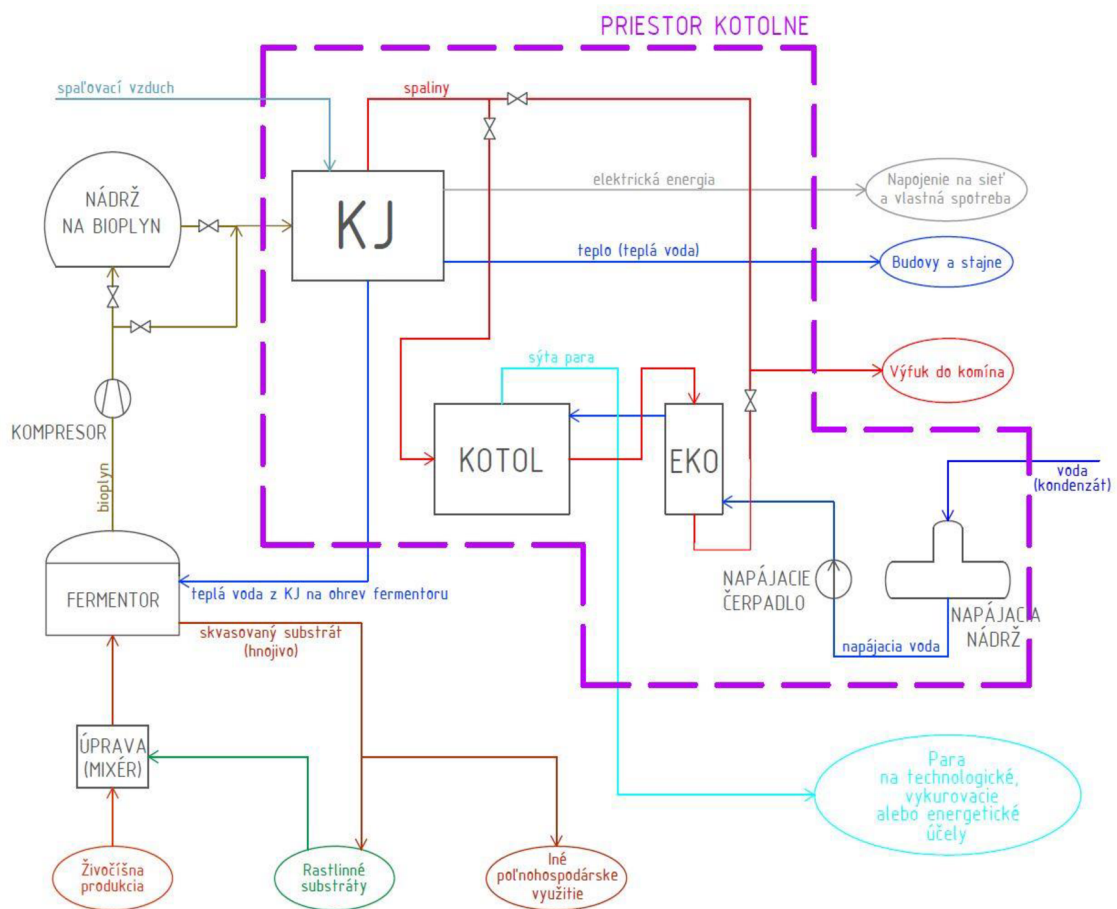 PRIESTOR KOTOLNE
spaľovací vzduch
spaliny
NÁDRŽ
NA BIOPLYN
KJ
elektrická energia
Napojenie na sieť
a vlastná spotreba
teplo (teplá voda)
Budovy a stajne
sýta para
Výfuk do komína
KOMPRESOR
KOTOL
EKO
voda
(kondenzát)
bioplyn
FERMENTOR
teplá voda z KJ na ohrev fermentoru
NAPÁJACIE
ČERPADLO
NAPÁJACIA
NÁDRŽ
skvasovaný substrát
(hnojivo)
napájacia voda
ÚPRAVA
(MIXÉR)
Para
na technologické,
vykurovacie
alebo energetické
účely
Živočíšna
produkcia
Rastlinné
substráty
Iné
poľnohospodárske
využitie